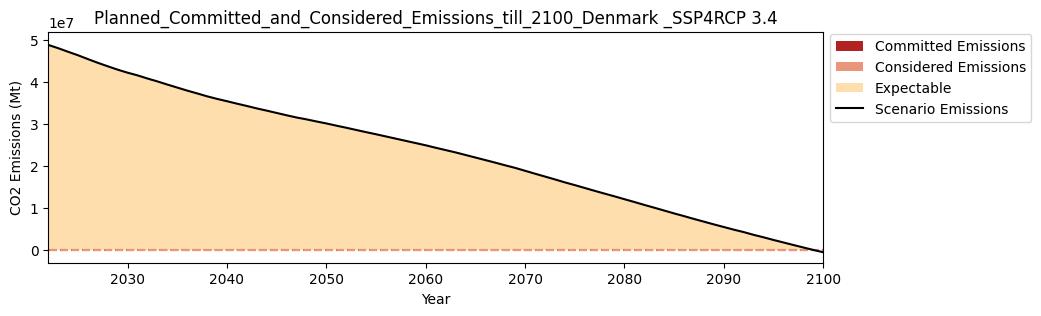 Planned_Committed_and_Considered_Emissions_till_2100_Denmark _SSP4RCP 3.4
1e7
5
4
3
2
1
0
CO2 Emissions (Mt)
2030 2040 2050 2060 2070 2080 2090 2100
Year
Committed Emissions
Considered Emissions
Expectable
Scenario Emissions